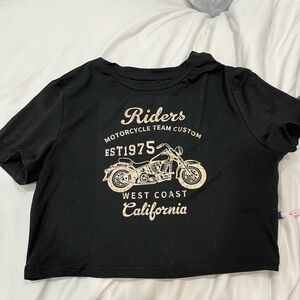 Riders
MOTORCYCLE TEAM CUSTOM
EST1975
WEST COAST
California